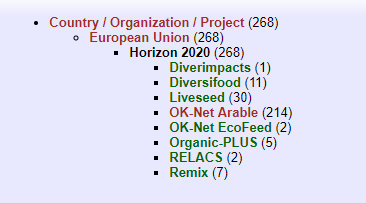 Country / Organization / Project (268)
European Union (268)
Horizon 2020 (268)
Diverimpacts (1)
Diversifood (11)
Liveseed (30)
OK-Net Arable (214)
OK-Net EcoFeed (2)
Organic-PLUS (5)
RELACS (2)
Remix (7)